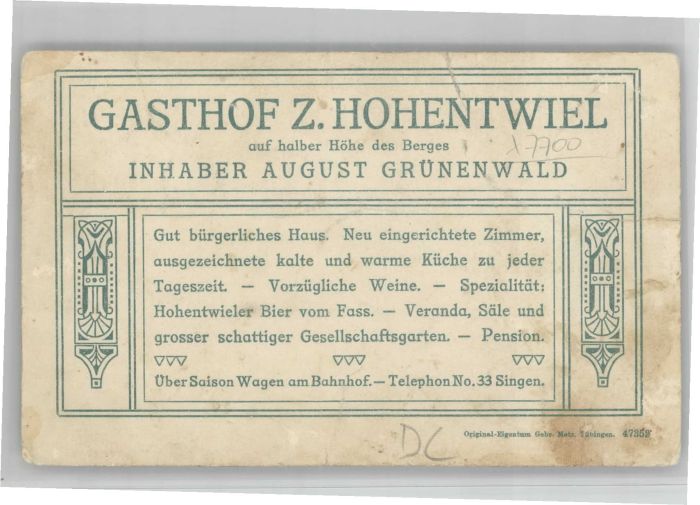 GASTHOF Z. HOHENTWIEL
auf halber Höhe des Berges
INHABER AUGUST GRÜNENWALD
Gut bürgerliches Haus. Neu eingerichtete Zimmer,
ausgezeichnete kalte und warme Küche zu jeder
Tageszeit. — Vorzügliche Weine. — Spezialität:
Hohentwieler Bier vom Fass. — Veranda, Säle und
grosser schattiger Gesellschaftsgarten. — Pension.
Über Saison Wagen am Bahnhof. — Telephon No. 33 Singen.
Original-Eigentum Gebr. Metz, Tübingen.
DC